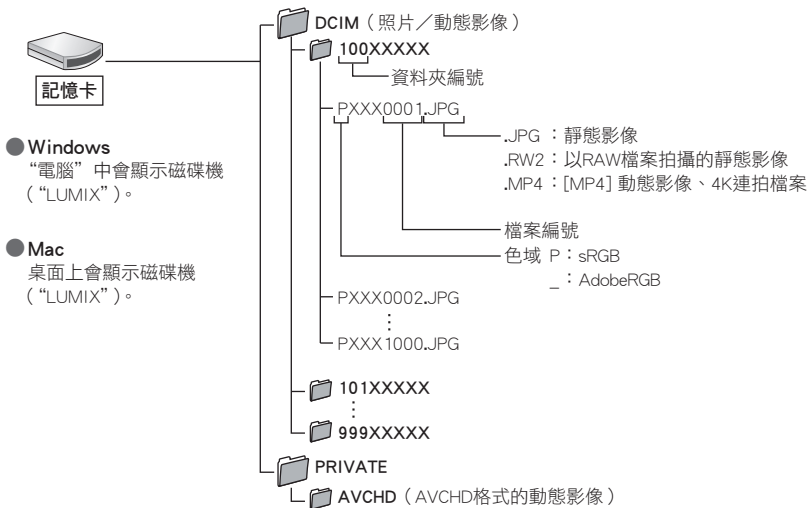 記憶卡
●Windows
“電腦”中會顯示磁碟機
(“LUMIX”)。
●Mac
桌面上會顯示磁碟機
(“LUMIX”)。
DCIM（照片／動態影像）
100XXXXX
資料夾編號
PXXX0001.JPG
.JPG：靜態影像
.RW2：以RAW檔案拍攝的靜態影像
.MP4：[MP4] 動態影像、4K連拍檔案
檔案編號
色域 P：sRGB
_：AdobeRGB
PXXX0002.JPG
⋮
PXXX1000.JPG
101XXXXX
⋮
999XXXXX
PRIVATE
AVCHD（AVCHD格式的動態影像）